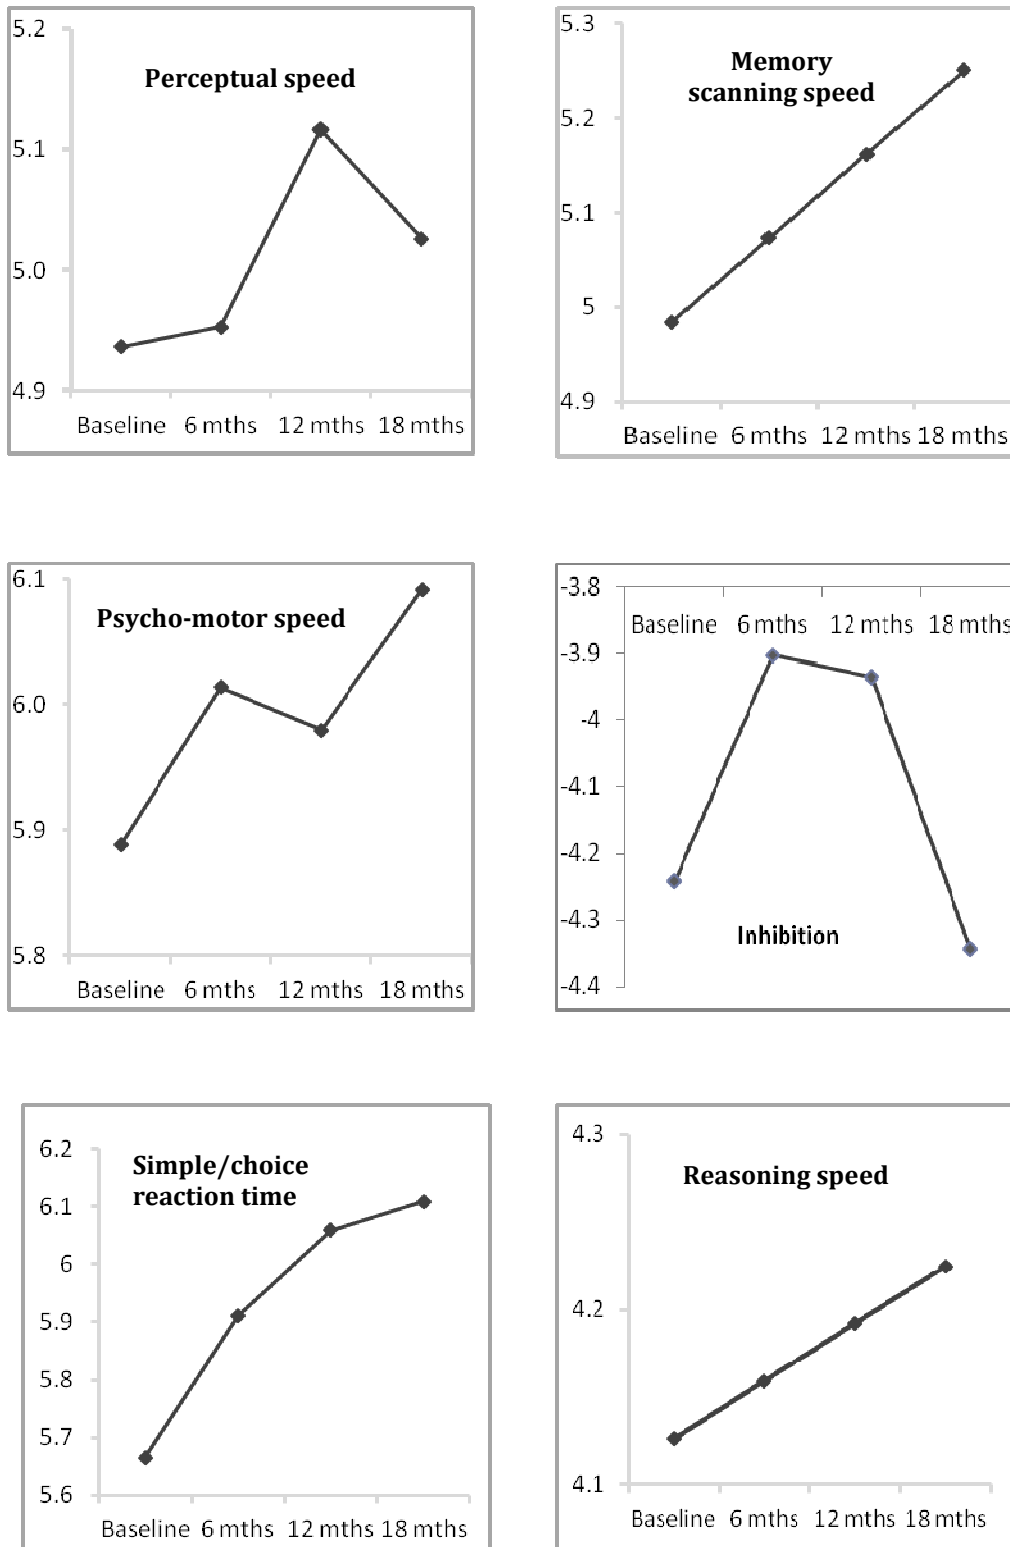 5.2
Perceptual speed
5.1
5.0
4.9
Baseline 6 mths 12 mths 18 mths
5.3
Memory
scanning speed
5.2
5.1
5
4.9
Baseline 6 mths 12 mths 18 mths
6.1
Psycho-motor speed
6.0
5.9
5.8
Baseline 6 mths 12 mths 18 mths
-3.8
Baseline 6 mths 12 mths 18 mths
-3.9
-4
-4.1
-4.2
-4.3
Inhibition
-4.4
6.2
Simple/choice
reaction time
6.1
6
5.9
5.8
5.7
5.6
Baseline 6 mths 12 mths 18 mths
4.3
Reasoning speed
4.2
4.1
Baseline 6 mths 12 mths 18 mths